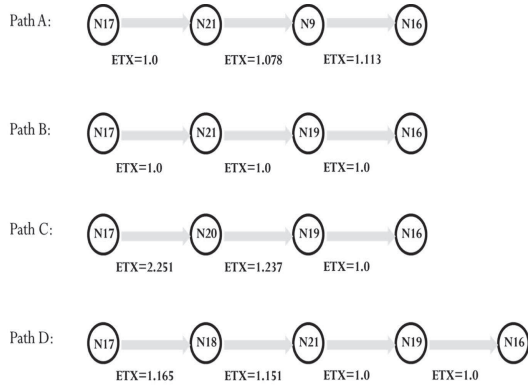 Path A: N17 N21 N9 N16
ETX=1.0 ETX=1.078 ETX=1.113
Path B: N17 N21 N19 N16
ETX=1.0 ETX=1.0 ETX=1.0
Path C: N17 N20 N19 N16
ETX=2.251 ETX=1.237 ETX=1.0
Path D: N17 N18 N21 N19 N16
ETX=1.165 ETX=1.151 ETX=1.0 ETX=1.0